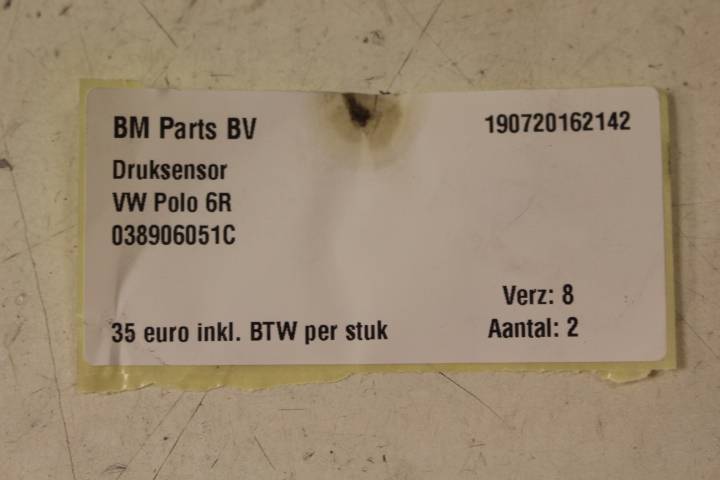 BM Parts BV
190720162142
Druksensor
VW Polo 6R
038906051C
Verz: 8
35 euro inkl. BTW per stuk
Aantal: 2